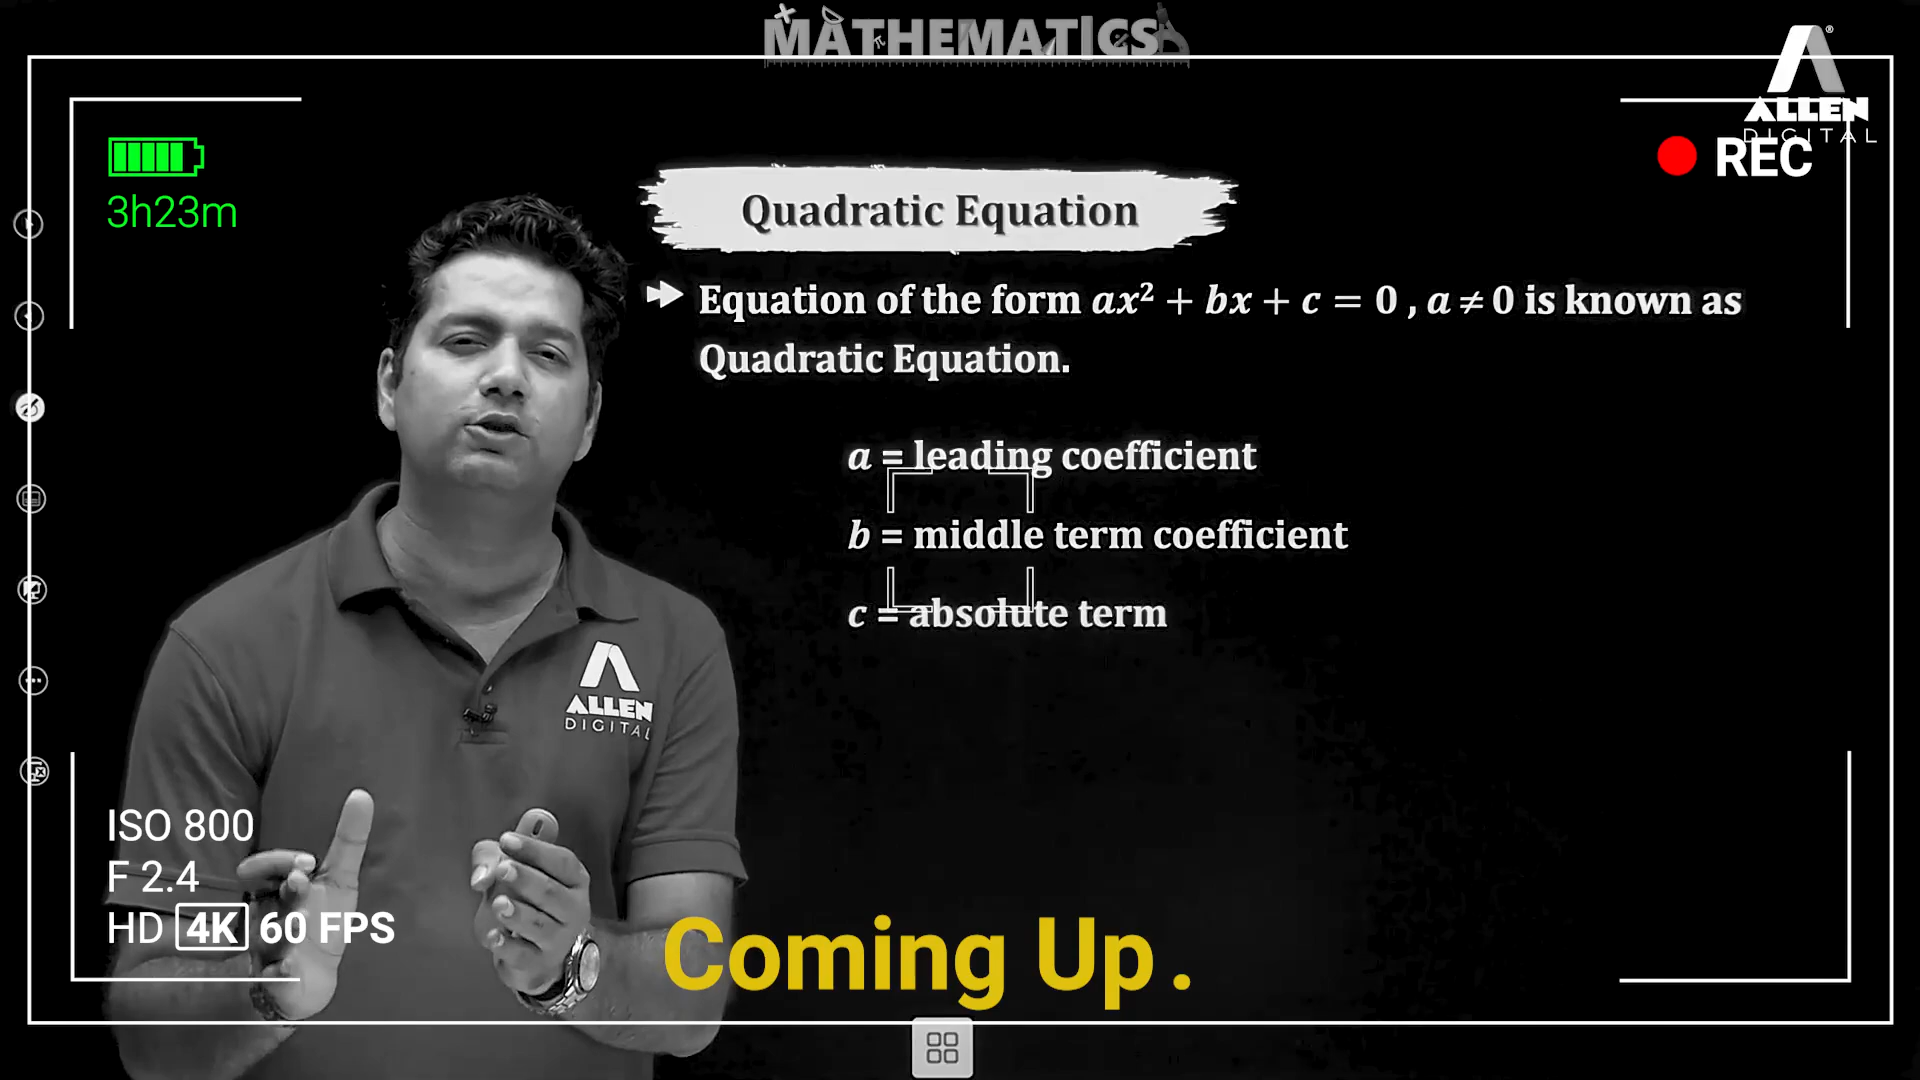 MATHEMATICS
ALLEN
DIGITAL
REC
3h23m
Quadratic Equation
Equation of the form ax² + bx + c = 0 , a ≠ 0 is known as
Quadratic Equation.
a = leading coefficient
b = middle term coefficient
c = absolute term
ALLEN
DIGITAL
ISO 800
F 2.4
HD 4K 60 FPS
Coming Up .